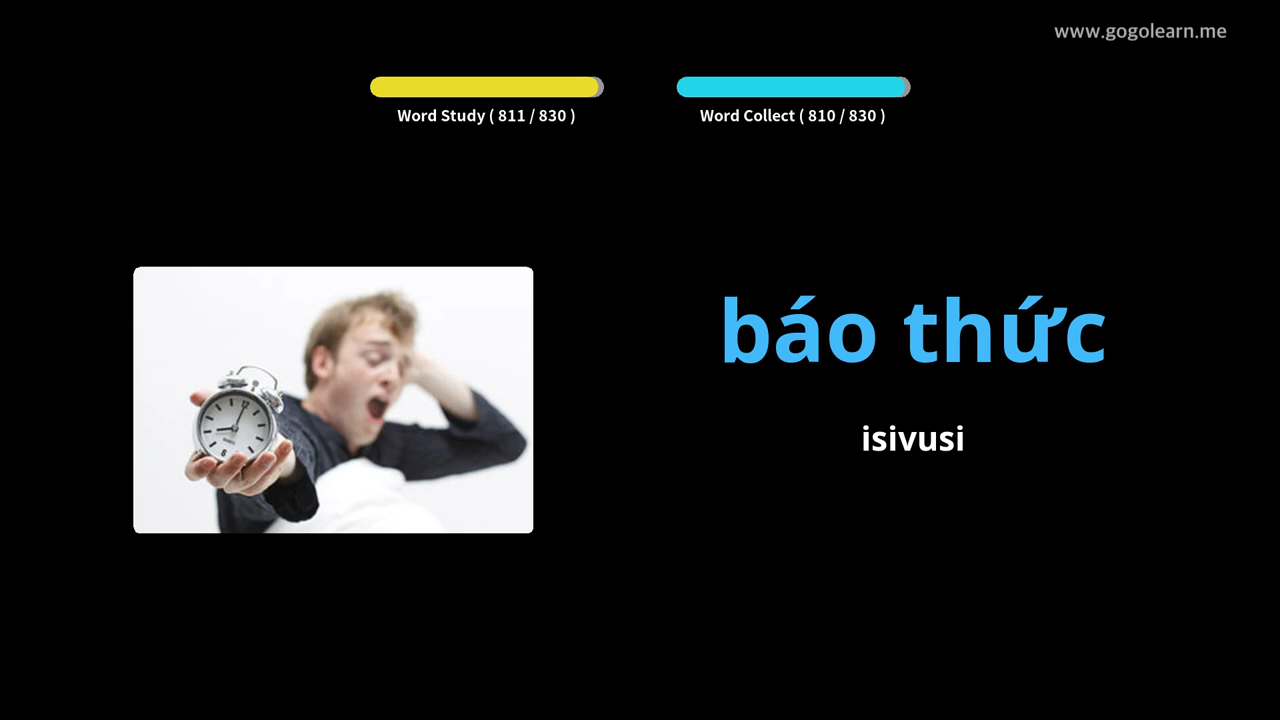 www.gogolearn.me
Word Study ( 811 / 830 )
Word Collect ( 810 / 830 )
báo thức
isivusi